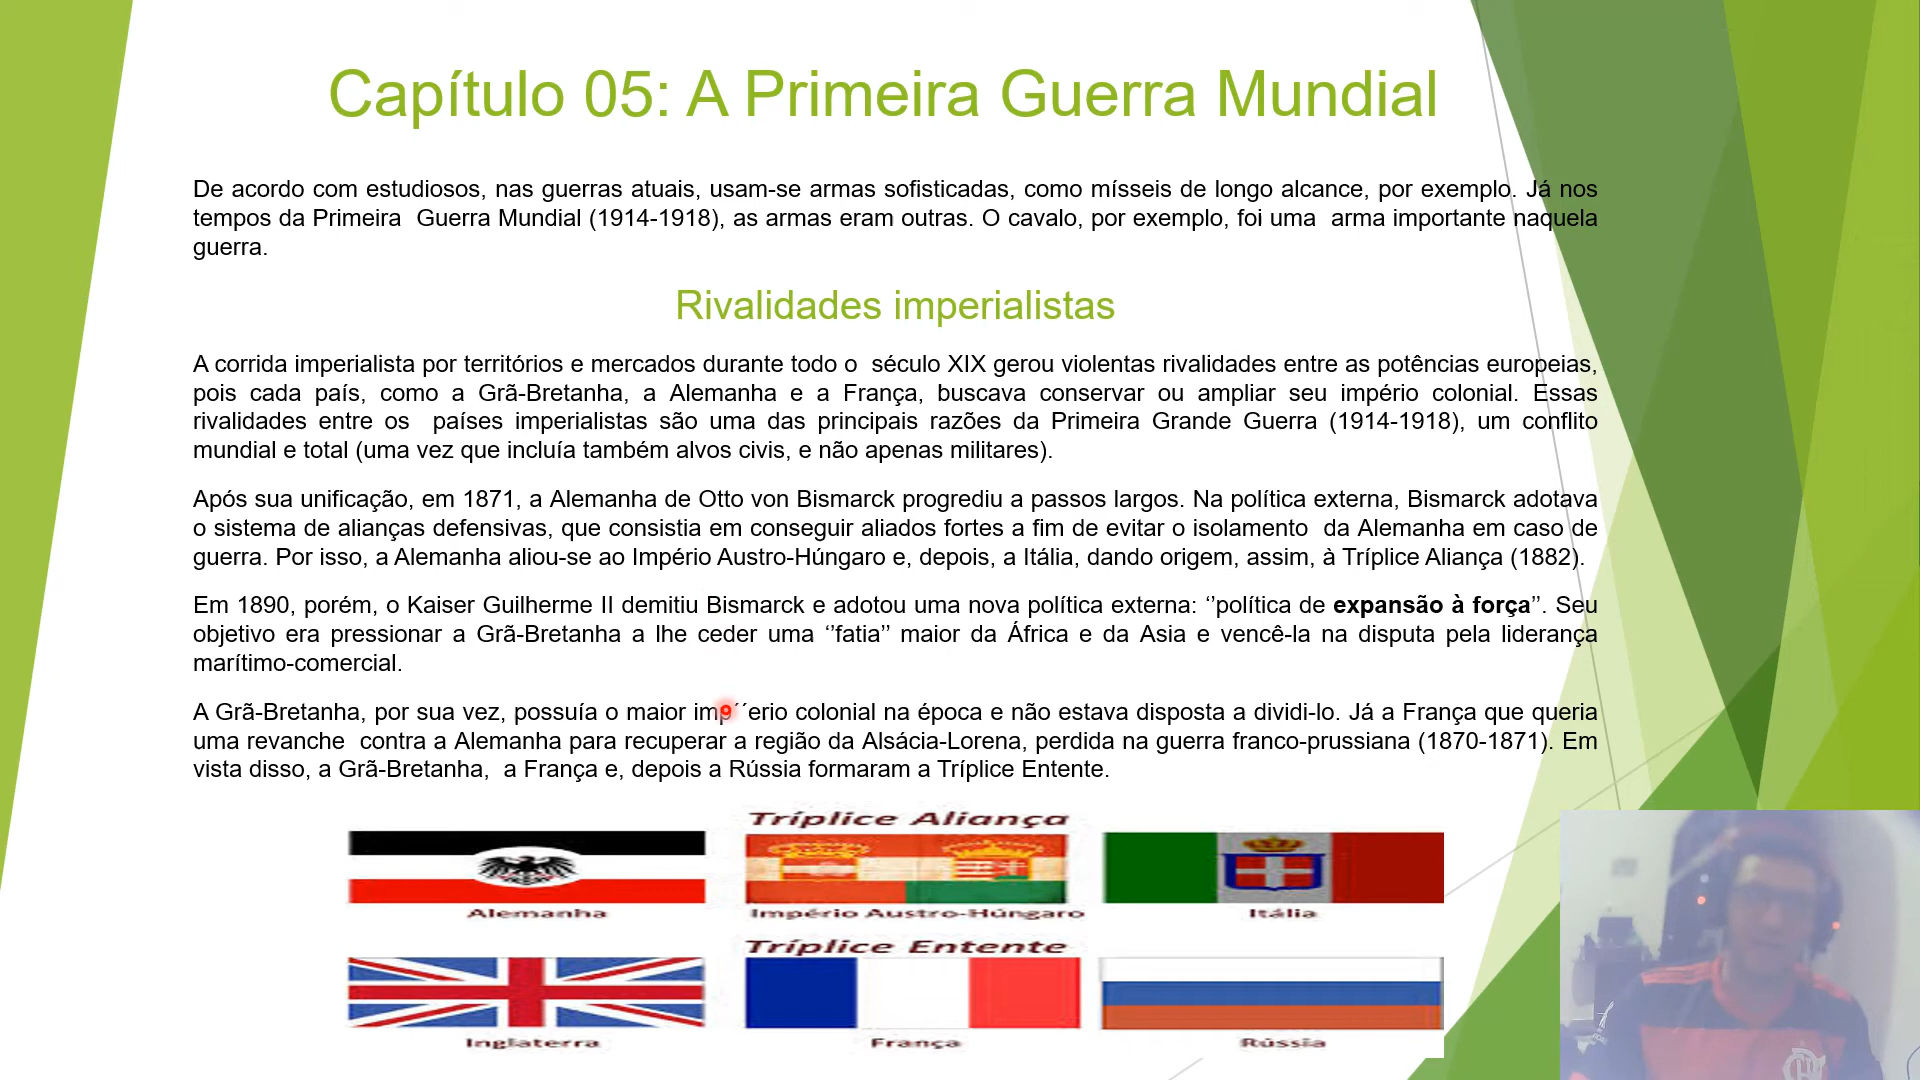 Capítulo 05: A Primeira Guerra Mundial
De acordo com estudiosos, nas guerras atuais, usam-se armas sofisticadas, como mísseis de longo alcance, por exemplo. Já nos
tempos da Primeira Guerra Mundial (1914-1918), as armas eram outras. O cavalo, por exemplo, foi uma arma importante naquela
guerra.
Rivalidades imperialistas
A corrida imperialista por territórios e mercados durante todo o século XIX gerou violentas rivalidades entre as potências europeias,
pois cada país, como a Grã-Bretanha, a Alemanha e a França, buscava conservar ou ampliar seu império colonial. Essas
rivalidades entre os países imperialistas são uma das principais razões da Primeira Grande Guerra (1914-1918), um conflito
mundial e total (uma vez que incluía também alvos civis, e não apenas militares).
Após sua unificação, em 1871, a Alemanha de Otto von Bismarck progrediu a passos largos. Na política externa, Bismarck adotava
o sistema de alianças defensivas, que consistia em conseguir aliados fortes a fim de evitar o isolamento da Alemanha em caso de
guerra. Por isso, a Alemanha aliou-se ao Império Austro-Húngaro e, depois, a Itália, dando origem, assim, à Tríplice Aliança (1882).
Em 1890, porém, o Kaiser Guilherme II demitiu Bismarck e adotou uma nova política externa: ‘’política de expansão à força’’. Seu
objetivo era pressionar a Grã-Bretanha a lhe ceder uma ‘’fatia’’ maior da África e da Asia e vencê-la na disputa pela liderança
marítimo-comercial.
A Grã-Bretanha, por sua vez, possuía o maior imp´´erio colonial na época e não estava disposta a dividi-lo. Já a França que queria
uma revanche contra a Alemanha para recuperar a região da Alsácia-Lorena, perdida na guerra franco-prussiana (1870-1871). Em
vista disso, a Grã-Bretanha, a França e, depois a Rússia formaram a Tríplice Entente.
Tríplice Aliança
Alemanha Império Austro-Húngaro Itália
Tríplice Entente
Inglaterra França Rússia